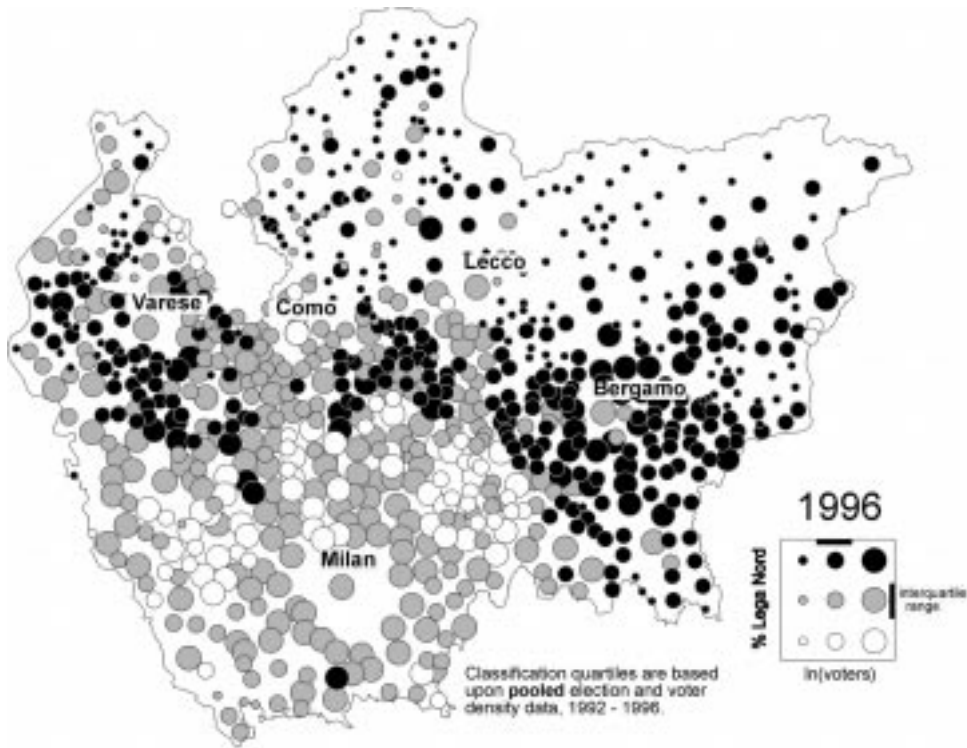 Lecco
Varese
Como
Bergamo
1996
% Lega Nord
interquartile
range
ln(voters)
Milan
Classification quartiles are based
upon pooled election and voter
density data, 1992 - 1996.